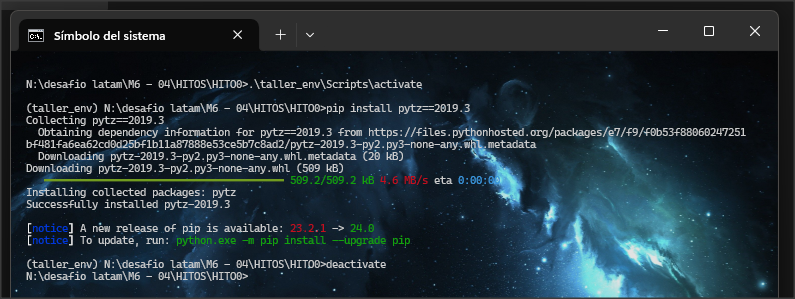 Símbolo del sistema
N:\desafio latam\M6 - 04\HITOS\HITO0>.\taller_env\Scripts\activate
(taller_env) N:\desafio latam\M6 - 04\HITOS\HITO0>pip install pytz==2019.3
Collecting pytz==2019.3
Obtaining dependency information for pytz==2019.3 from https://files.pythonhosted.org/packages/e7/f9/f0b53f88060247251
bf481fa6ea62cd0d25bf1b11a87888e53ce5b7c8ad2/pytz-2019.3-py2.py3-none-any.whl.metadata
Downloading pytz-2019.3-py2.py3-none-any.whl.metadata (20 kB)
Downloading pytz-2019.3-py2.py3-none-any.whl (509 kB)
509.2/509.2 kB 4.6 MB/s eta 0:00:00
Installing collected packages: pytz
Successfully installed pytz-2019.3
[notice] A new release of pip is available: 23.2.1 -> 24.0
[notice] To update, run: python.exe -m pip install --upgrade pip
(taller_env) N:\desafio latam\M6 - 04\HITOS\HITO0>deactivate
N:\desafio latam\M6 - 04\HITOS\HITO0>